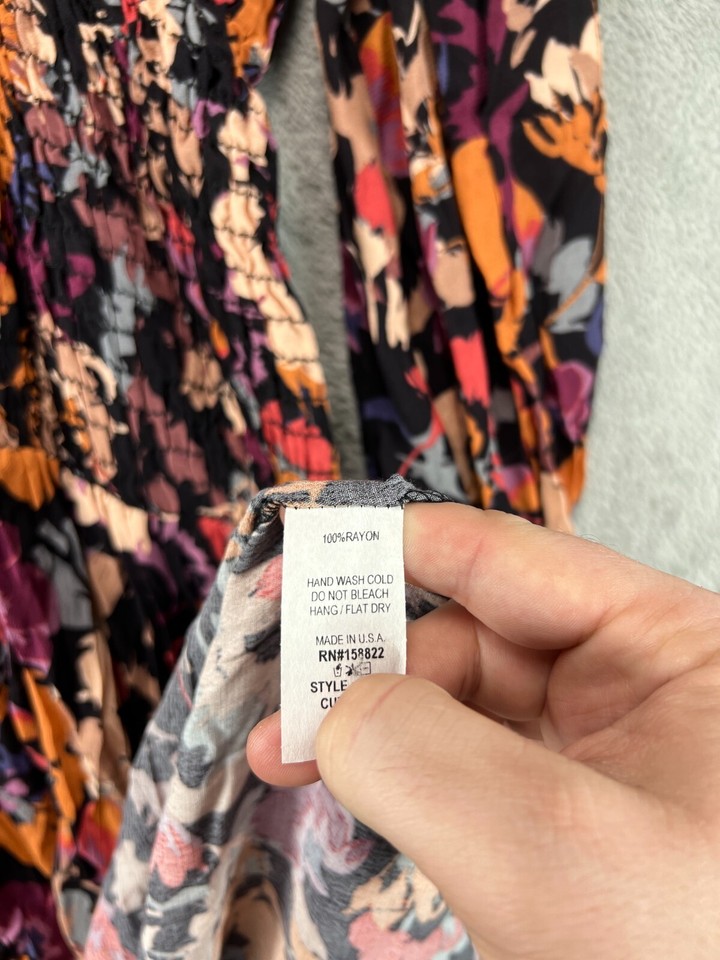 100%RAYON
HAND WASH COLD
DO NOT BLEACH
HANG / FLAT DRY
MADE IN U.S.A.
RN#158822
STYLE